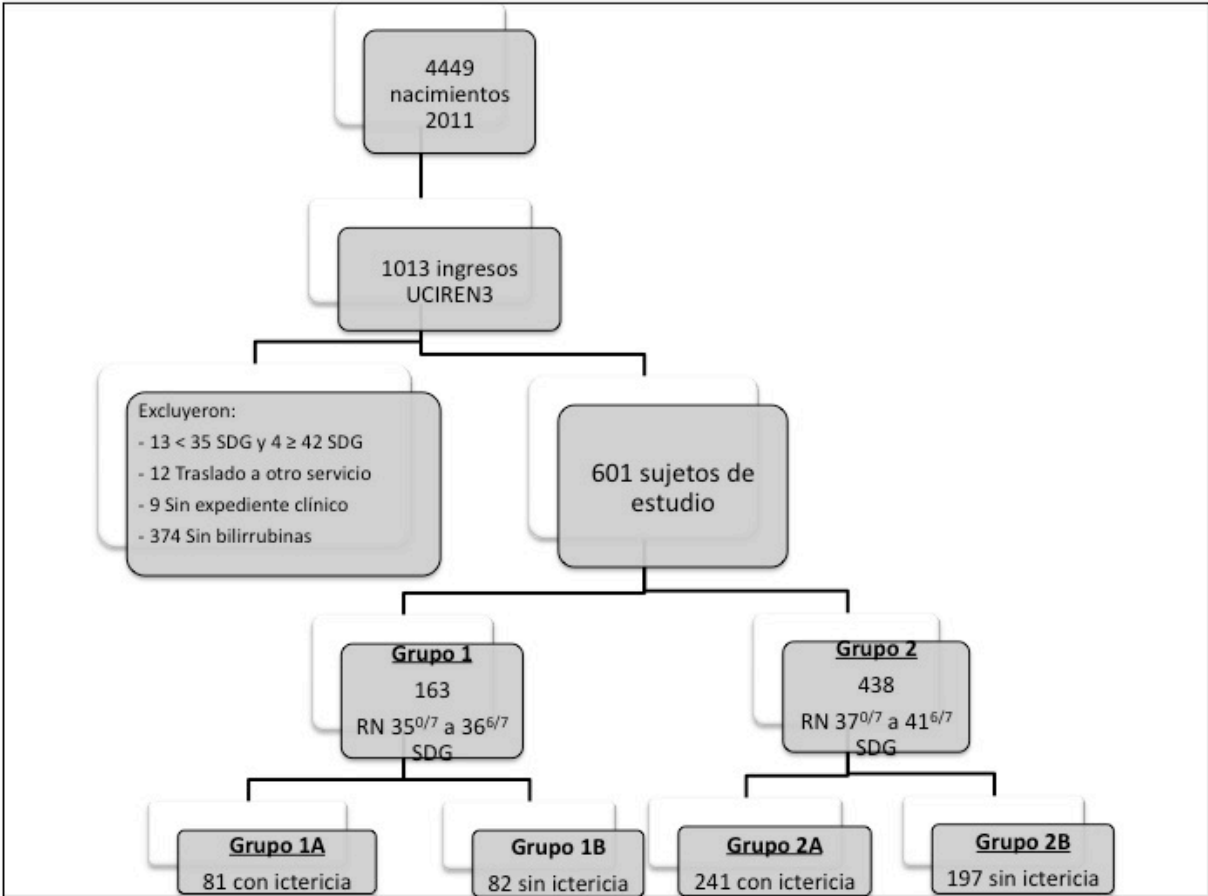 4449
nacimientos
2011
1013 ingresos
UCIREN3
Excluyeron:
- 13 < 35 SDG y 4 ≥ 42 SDG
- 12 Traslado a otro servicio
- 9 Sin expediente clínico
- 374 Sin bilirrubinas
601 sujetos de
estudio
Grupo 1
163
RN 35⁰/⁷ a 36⁶/⁷
SDG
Grupo 2
438
RN 37⁰/⁷ a 41⁶/⁷
SDG
Grupo 1A
81 con ictericia
Grupo 1B
82 sin ictericia
Grupo 2A
241 con ictericia
Grupo 2B
197 sin ictericia